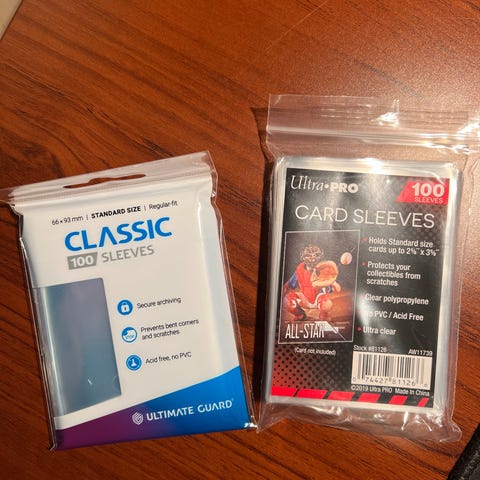 66 x 93 mm | STANDARD SIZE | Regular-fit
CLASSIC
100 SLEEVES
Secure archiving
Prevents bent corners
and scratches
Acid free, no PVC
ULTIMATE GUARD
Ultra•PRO
100
SLEEVES
CARD SLEEVES
• Holds Standard size
cards up to 2⅝" x 3⅝"
• Protects your
collectibles from
scratches
Clear polypropylene
No PVC / Acid Free
• Ultra clear
ALL-STAR
(Card not included)
Stock #81126
AW11739
74427 81126
©2019 Ultra PRO Made in China